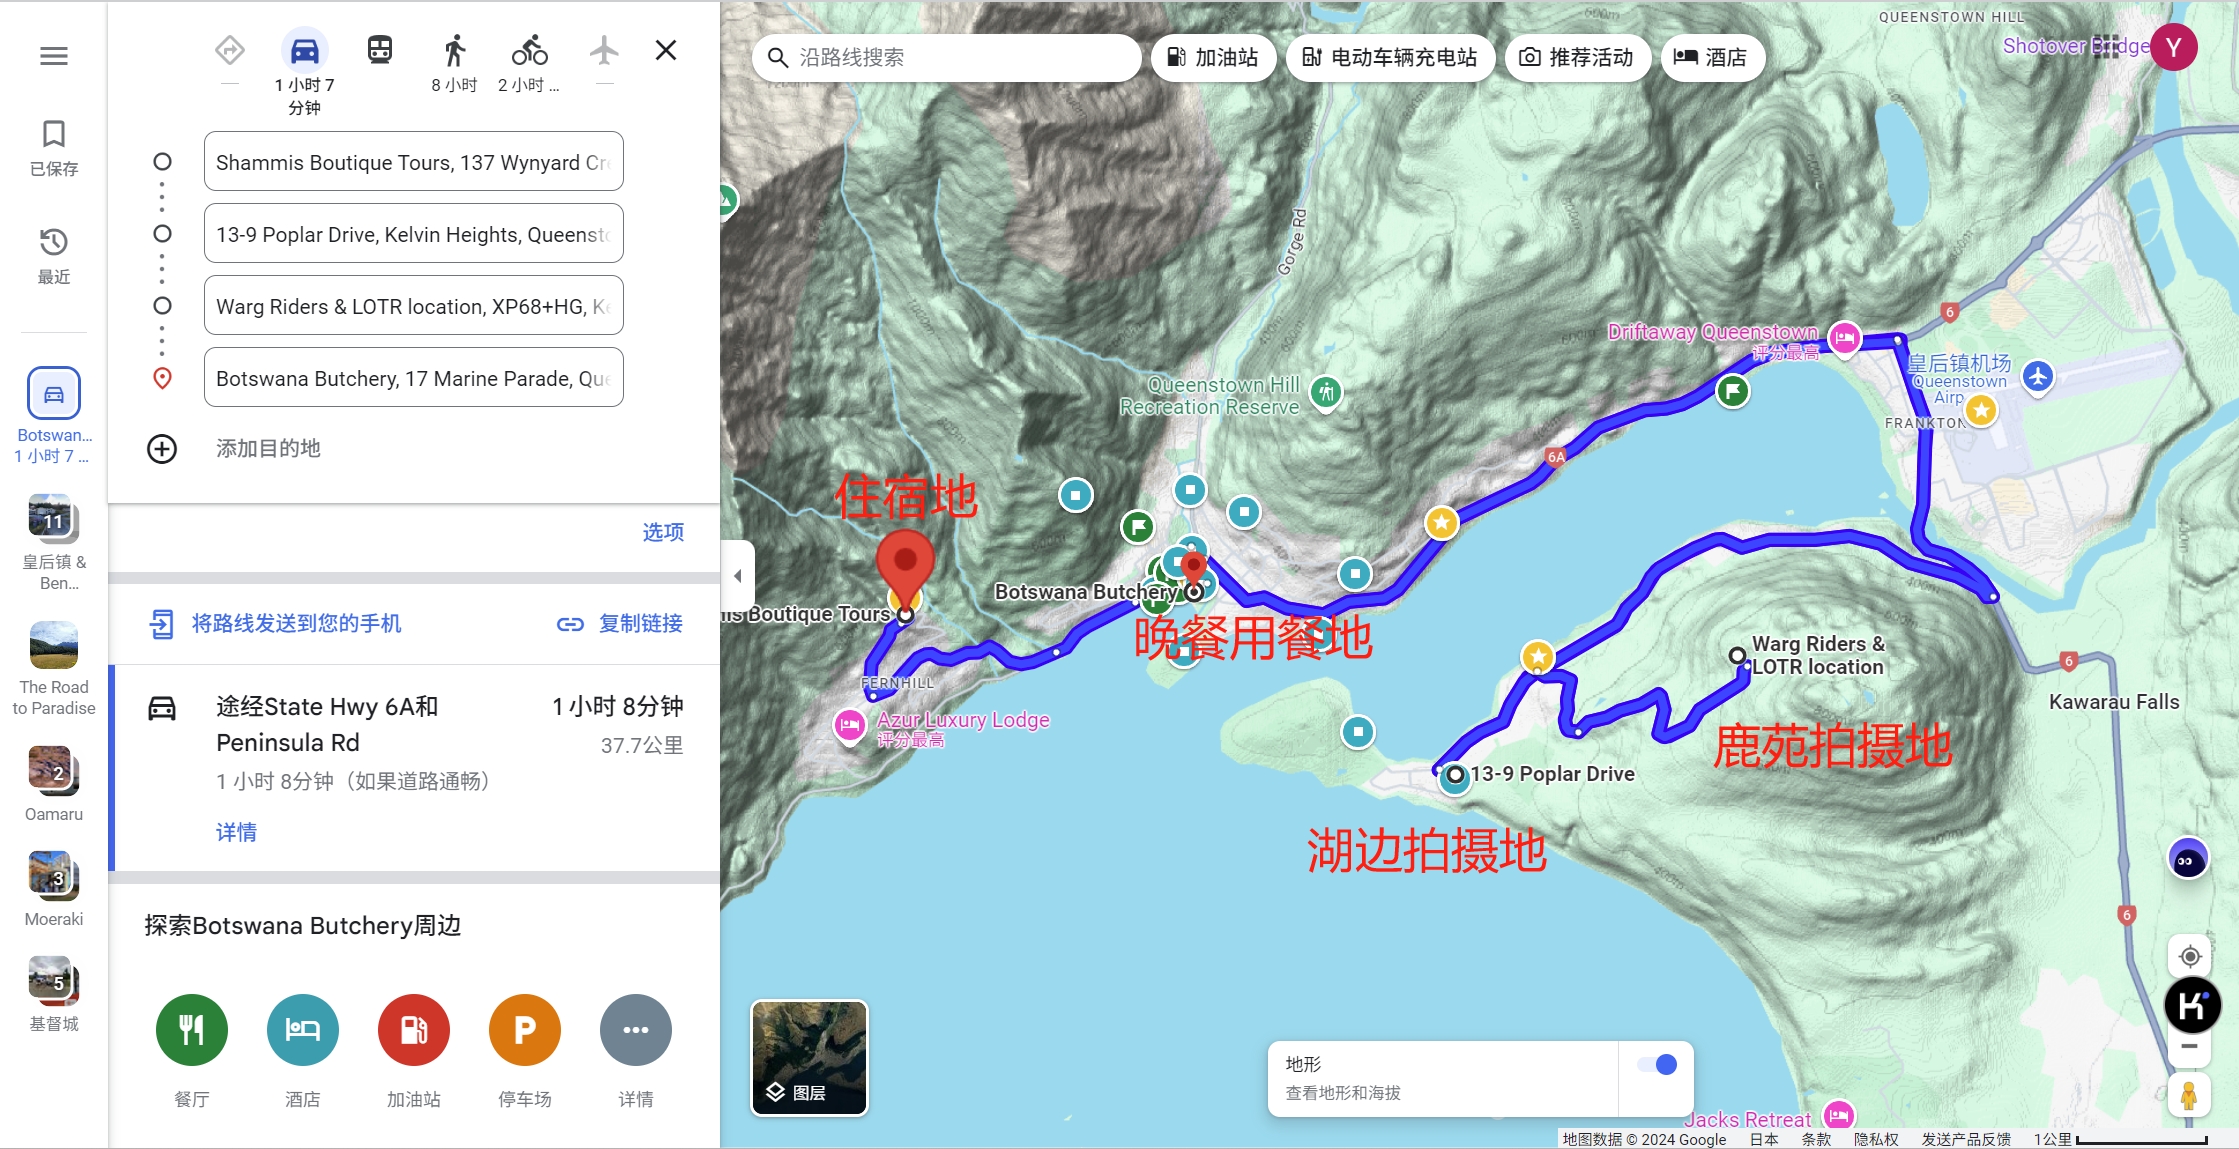 已保存
最近
Botswan...
1 小时 7 ...
11
皇后镇 &
Ben...
The Road
to Paradise
2
Oamaru
3
Moeraki
5
基督城
1 小时 7
分钟
8 小时
2 小时 ...
Shammis Boutique Tours, 137 Wynyard Cre
13-9 Poplar Drive, Kelvin Heights, Queensto
Warg Riders & LOTR location, XP68+HG, Ke
Botswana Butchery, 17 Marine Parade, Que
添加目的地
选项
将路线发送到您的手机
复制链接
途经State Hwy 6A和
Peninsula Rd
1 小时 8分钟
37.7公里
1 小时 8分钟（如果道路通畅）
详情
探索Botswana Butchery周边
P
餐厅
酒店
加油站
停车场
详情
沿路线搜索
加油站
电动车辆充电站
推荐活动
酒店
QUEENSTOWN HILL
Shotover Bridge
Y
600m
Gorge Rd
6
Driftaway Queenstown
评分最高
皇后镇机场
Queenstown
Airp
FRANKTON
Queenstown Hill
Recreation Reserve
6A
住宿地
Botswana Butchery
is Boutique Tours
晚餐用餐地
FERNHILL
Azur Luxury Lodge
评分最高
Warg Riders &
LOTR location
6
Kawarau Falls
鹿苑拍摄地
13-9 Poplar Drive
湖边拍摄地
400m
6
图层
地形
查看地形和海拔
Jacks Retreat
地图数据 © 2024 Google
日本
条款
隐私权
发送产品反馈
1公里